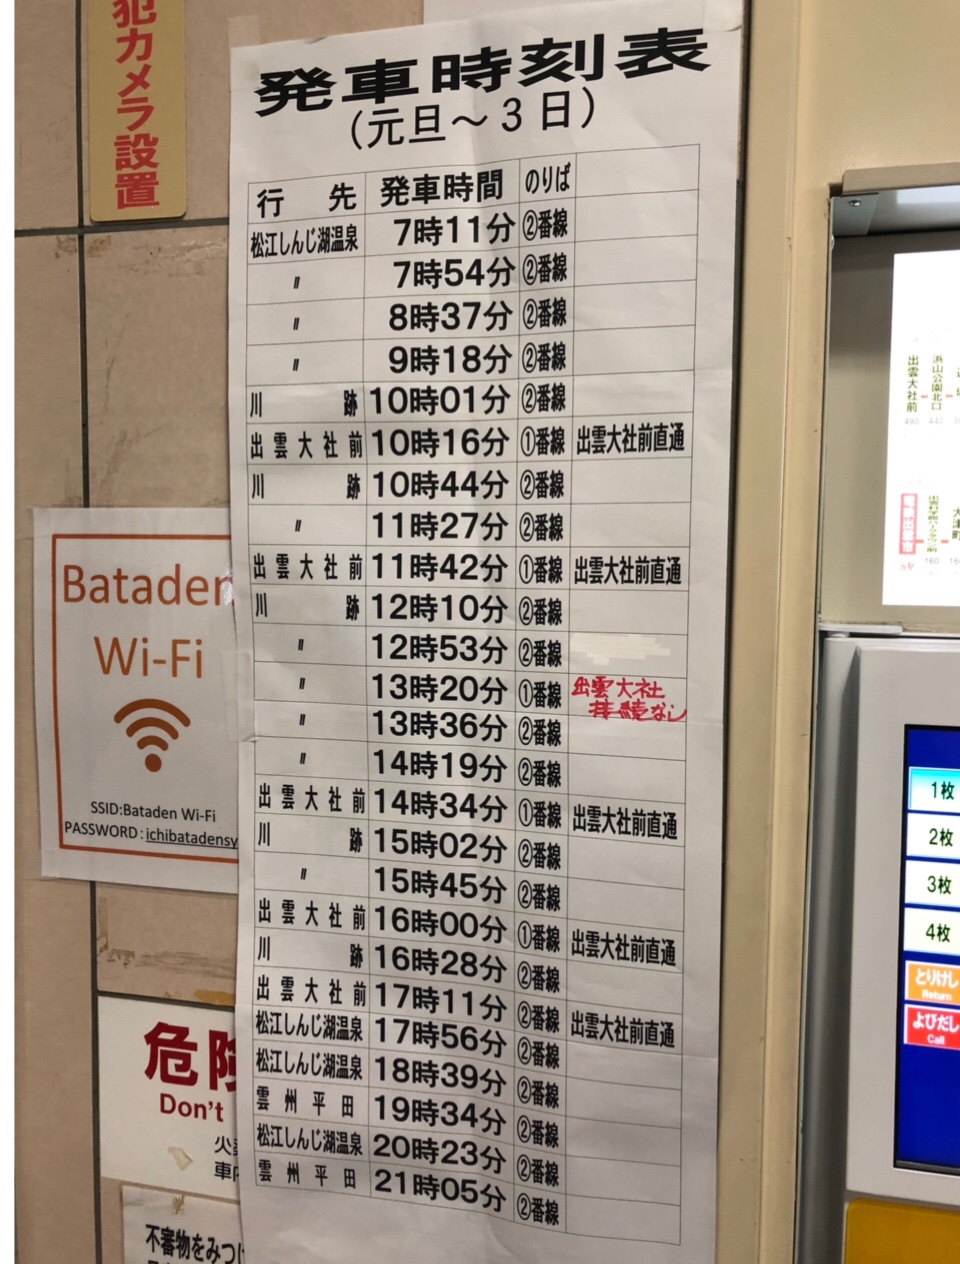 犯カメラ設置
発車時刻表
（元旦～３日）
行 先 発車時間 のりば
松江しんじ湖温泉 7時11分 ②番線
〃 7時54分 ②番線
〃 8時37分 ②番線
〃 9時18分 ②番線
川 跡 10時01分 ②番線
出雲大社前 10時16分 ①番線 出雲大社前直通
川 跡 10時44分 ②番線
〃 11時27分 ②番線
出雲大社前 11時42分 ①番線 出雲大社前直通
川 跡 12時10分 ②番線
〃 12時53分 ②番線
〃 13時20分 ①番線 出雲大社
接続なし
〃 13時36分 ②番線
〃 14時19分 ②番線
出雲大社前 14時34分 ①番線 出雲大社前直通
川 跡 15時02分 ②番線
〃 15時45分 ②番線
出雲大社前 16時00分 ①番線 出雲大社前直通
川 跡 16時28分 ②番線
出雲大社前 17時11分 ②番線 出雲大社前直通
松江しんじ湖温泉 17時56分 ②番線
松江しんじ湖温泉 18時39分 ②番線
雲州平田 19時34分 ②番線
松江しんじ湖温泉 20時23分 ②番線
雲州平田 21時05分 ②番線
Bataden
Wi-Fi
SSID:Bataden Wi-Fi
PASSWORD：ichibatadensy
危険
Don't
火
車内
不審物をみつけ
出雲大社前
浜山公園北口
480
440
電鉄出雲市
大津町
160
1枚
2枚
3枚
4枚
とりけし
Return
よびだし
Call